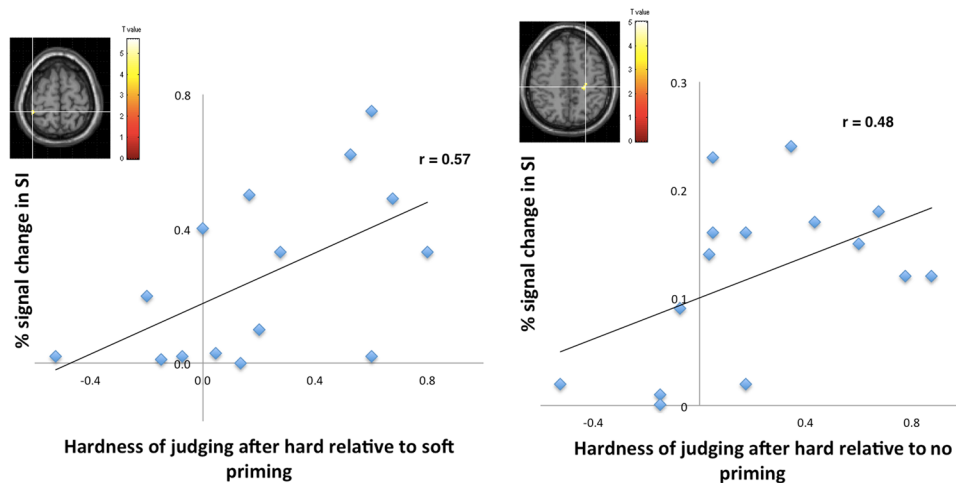 T value
5
4
3
2
1
0
0.8
r = 0.57
% signal change in SI
0.4
0.0
-0.4
0.0
0.4
0.8
Hardness of judging after hard relative to soft
priming
T value
5
4
3
2
1
0
0.3
r = 0.48
% signal change in SI
0.2
0.1
0
-0.4
0.4
0.8
Hardness of judging after hard relative to no
priming